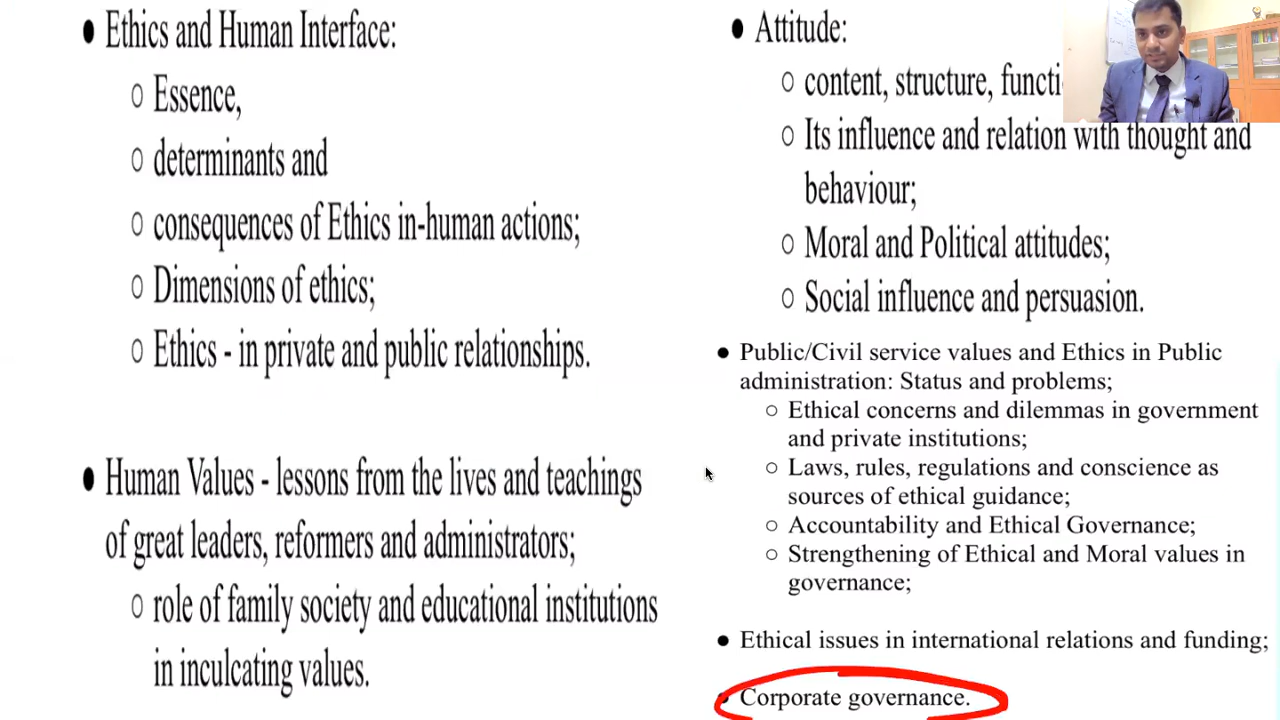 ● Ethics and Human Interface:
○ Essence,
○ determinants and
○ consequences of Ethics in-human actions;
○ Dimensions of ethics;
○ Ethics - in private and public relationships.
● Human Values - lessons from the lives and teachings
of great leaders, reformers and administrators;
○ role of family society and educational institutions
in inculcating values.
● Attitude:
○ content, structure,
○ Its influence and relation with thought and
behaviour;
○ Moral and Political attitudes;
○ Social influence and persuasion.
● Public/Civil service values and Ethics in Public
administration: Status and problems;
○ Ethical concerns and dilemmas in government
and private institutions;
○ Laws, rules, regulations and conscience as
sources of ethical guidance;
○ Accountability and Ethical Governance;
○ Strengthening of Ethical and Moral values in
governance;
● Ethical issues in international relations and funding;
● Corporate governance.